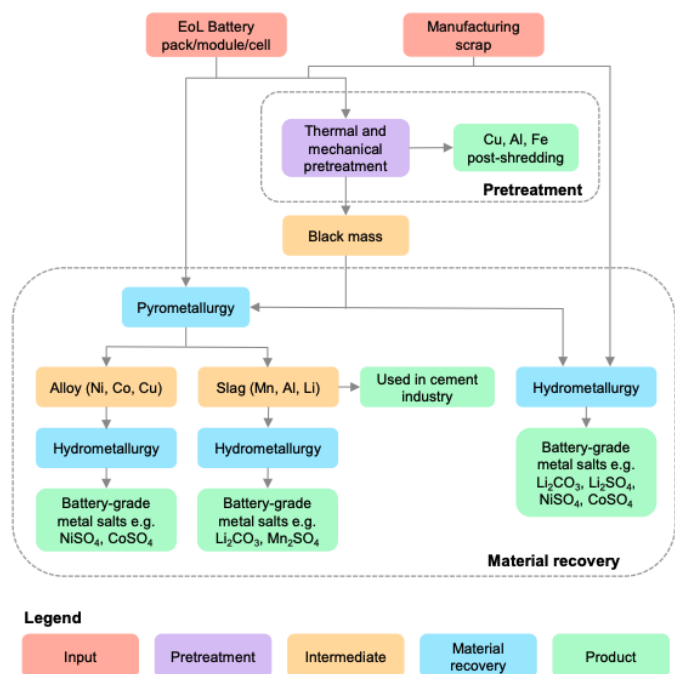 EoL Battery
pack/module/cell
Manufacturing
scrap
Thermal and
mechanical
pretreatment
Cu, Al, Fe
post-shredding
Pretreatment
Black mass
Pyrometallurgy
Alloy (Ni, Co, Cu)
Slag (Mn, Al, Li)
Used in cement
industry
Hydrometallurgy
Hydrometallurgy
Hydrometallurgy
Battery-grade
metal salts e.g.
NiSO₄, CoSO₄
Battery-grade
metal salts e.g.
Li₂CO₃, Mn₂SO₄
Battery-grade
metal salts e.g.
Li₂CO₃, Li₂SO₄,
NiSO₄, CoSO₄
Material recovery
Legend
Input
Pretreatment
Intermediate
Material
recovery
Product